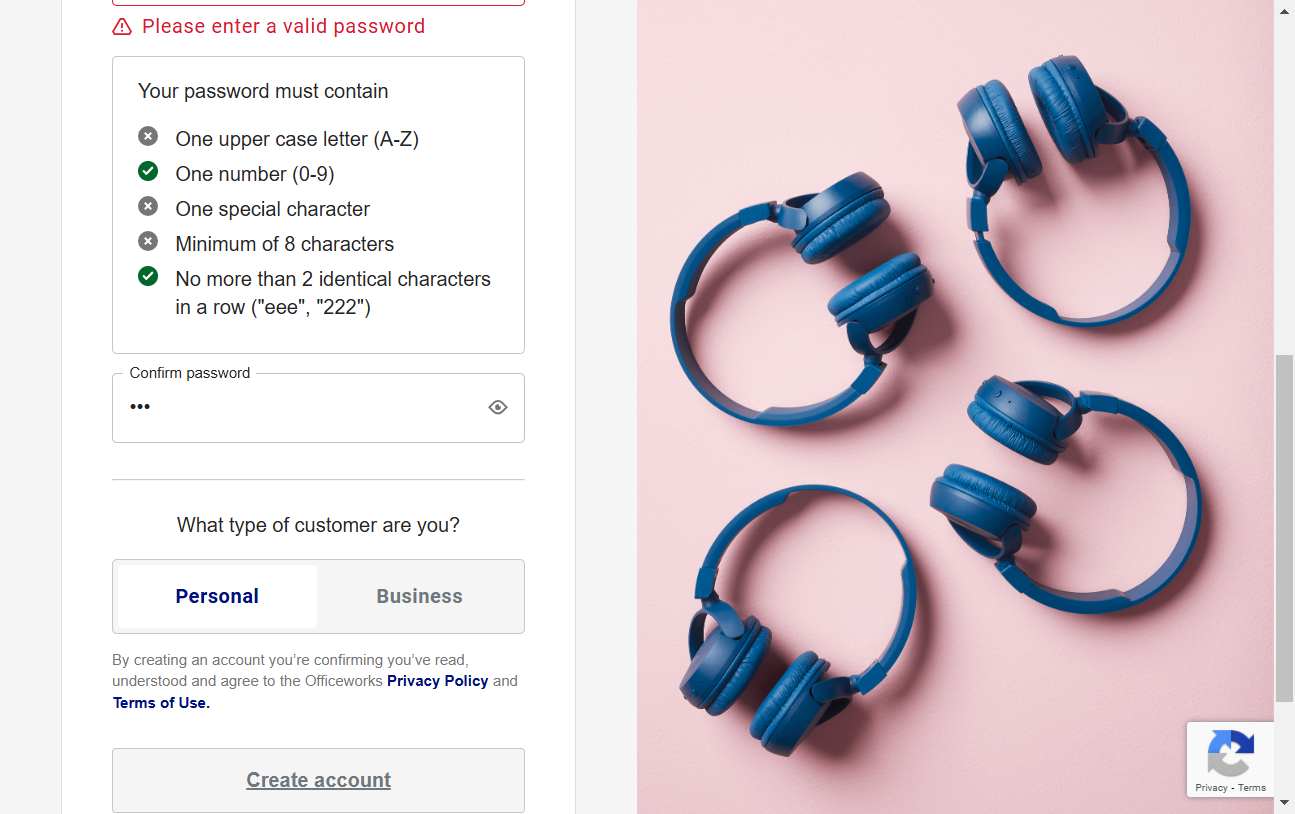 Please enter a valid password
Your password must contain
One upper case letter (A-Z)
One number (0-9)
One special character
Minimum of 8 characters
No more than 2 identical characters
in a row ("eee", "222")
Confirm password
•••
What type of customer are you?
Personal
Business
By creating an account you’re confirming you’ve read,
understood and agree to the Officeworks Privacy Policy and
Terms of Use.
Create account
Privacy - Terms